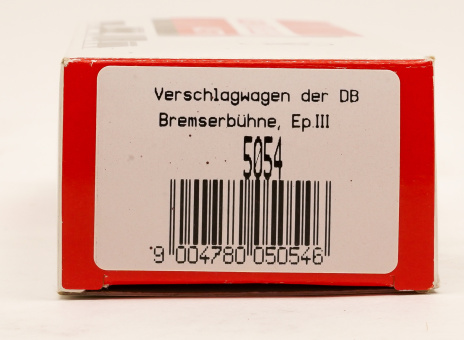 Verschlagwagen der DB
Bremserbühne, Ep.III
5054
9 004780 050546